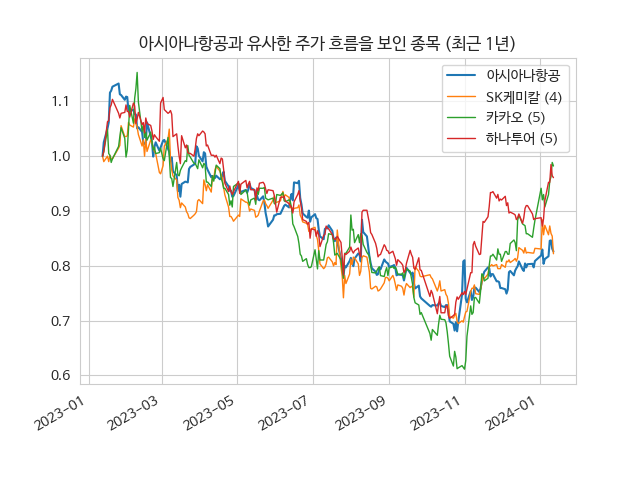 아시아나항공과 유사한 주가 흐름을 보인 종목 (최근 1년)
아시아나항공
SK케미칼 (4)
카카오 (5)
하나투어 (5)
1.1
1.0
0.9
0.8
0.7
0.6
2023-01
2023-03
2023-05
2023-07
2023-09
2023-11
2024-01